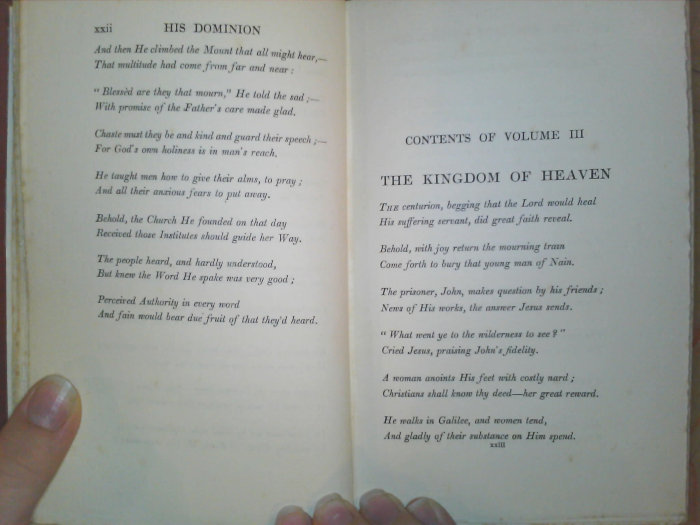 xxii HIS DOMINION
And then He climbed the Mount that all might hear,—
That multitude had come from far and near :
" Blessèd are they that mourn," He told the sad ;—
With promise of the Father's care made glad.
Chaste must they be and kind and guard their speech ;—
For God's own holiness is in man's reach.
He taught men how to give their alms, to pray ;
And all their anxious fears to put away.
Behold, the Church He founded on that day
Received those Institutes should guide her Way.
The people heard, and hardly understood,
But knew the Word He spake was very good ;
Perceived Authority in every word
And fain would bear due fruit of that they'd heard.
CONTENTS OF VOLUME III
THE KINGDOM OF HEAVEN
THE centurion, begging that the Lord would heal
His suffering servant, did great faith reveal.
Behold, with joy return the mourning train
Come forth to bury that young man of Nain.
The prisoner, John, makes question by his friends ;
News of His works, the answer Jesus sends.
" What went ye to the wilderness to see ? "
Cried Jesus, praising John's fidelity.
A woman anoints His feet with costly nard ;
Christians shall know thy deed—her great reward.
He walks in Galilee, and women tend,
And gladly of their substance on Him spend.
xxiii